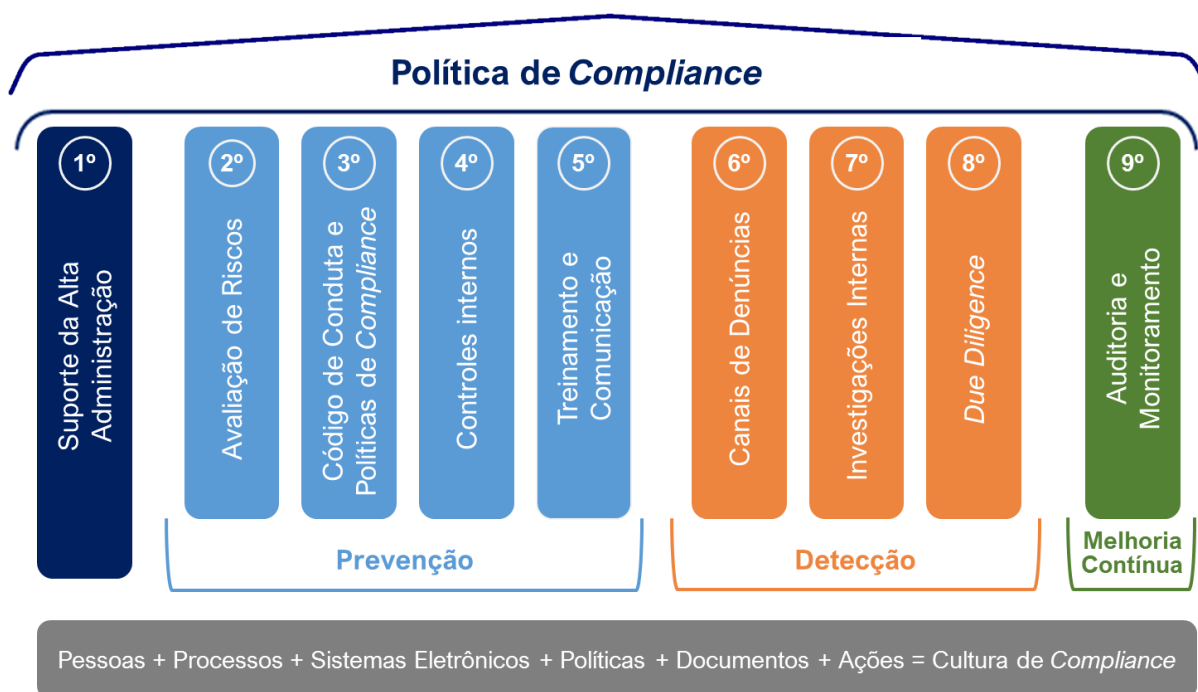 Política de Compliance
1º
Suporte da Alta
Administração
2º
Avaliação de Riscos
3º
Código de Conduta e
Políticas de Compliance
4º
Controles internos
5º
Treinamento e
Comunicação
6º
Canais de Denúncias
7º
Investigações Internas
8º
Due Diligence
9º
Auditoria e
Monitoramento
Prevenção
Detecção
Melhoria
Contínua
Pessoas + Processos + Sistemas Eletrônicos + Políticas + Documentos + Ações = Cultura de Compliance